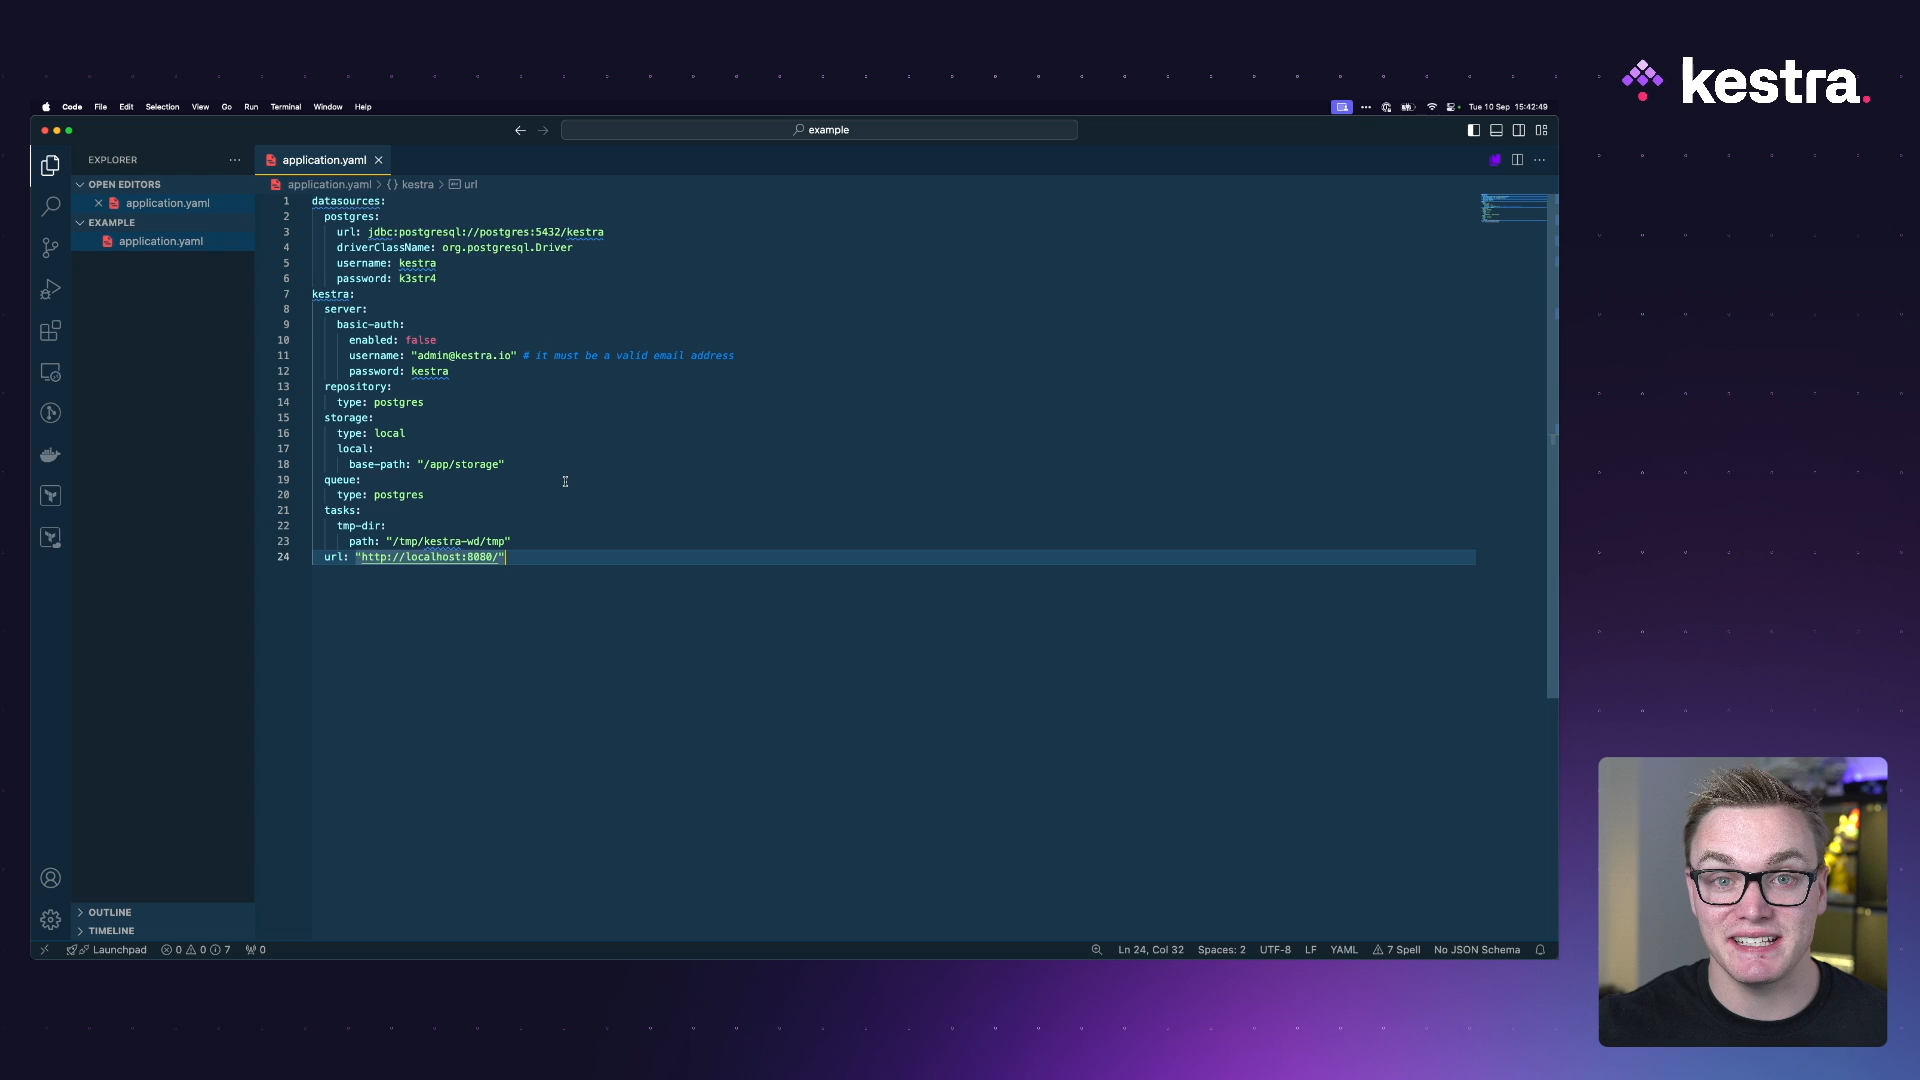 kestra.
Code File Edit Selection View Go Run Terminal Window Help
Tue 10 Sep 15:42:49
example
EXPLORER
application.yaml
OPEN EDITORS
application.yaml
EXAMPLE
application.yaml
application.yaml > {} kestra > url
1 datasources:
2 postgres:
3 url: jdbc:postgresql://postgres:5432/kestra
4 driverClassName: org.postgresql.Driver
5 username: kestra
6 password: k3str4
7 kestra:
8 server:
9 basic-auth:
10 enabled: false
11 username: "admin@kestra.io" # it must be a valid email address
12 password: kestra
13 repository:
14 type: postgres
15 storage:
16 type: local
17 local:
18 base-path: "/app/storage"
19 queue:
20 type: postgres
21 tasks:
22 tmp-dir:
23 path: "/tmp/kestra-wd/tmp"
24 url: "http://localhost:8080/"
OUTLINE
TIMELINE
Launchpad 0 0 7 0
Ln 24, Col 32 Spaces: 2 UTF-8 LF YAML 7 Spell No JSON Schema